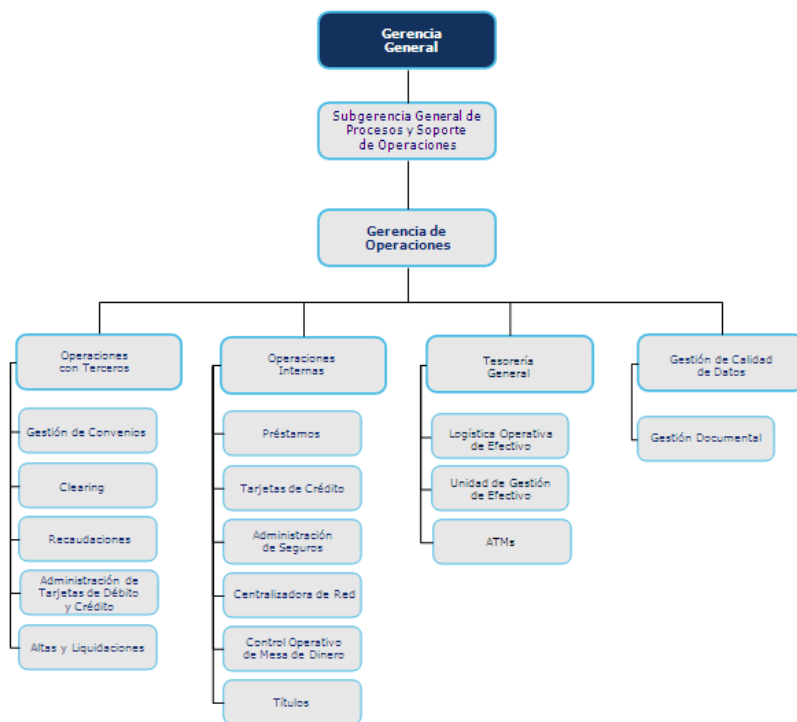 Gerencia
General
Subgerencia General de
Procesos y Soporte
de Operaciones
Gerencia de
Operaciones
Operaciones
con Terceros
Gestión de Convenios
Clearing
Recaudaciones
Administración de
Tarjetas de Débito
y Crédito
Altas y Liquidaciones
Operaciones
Internas
Préstamos
Tarjetas de Crédito
Administración
de Seguros
Centralizadora de Red
Control Operativo
de Mesa de Dinero
Títulos
Tesorería
General
Logística Operativa
de Efectivo
Unidad de Gestión
de Efectivo
ATMs
Gestión de Calidad
de Datos
Gestión Documental